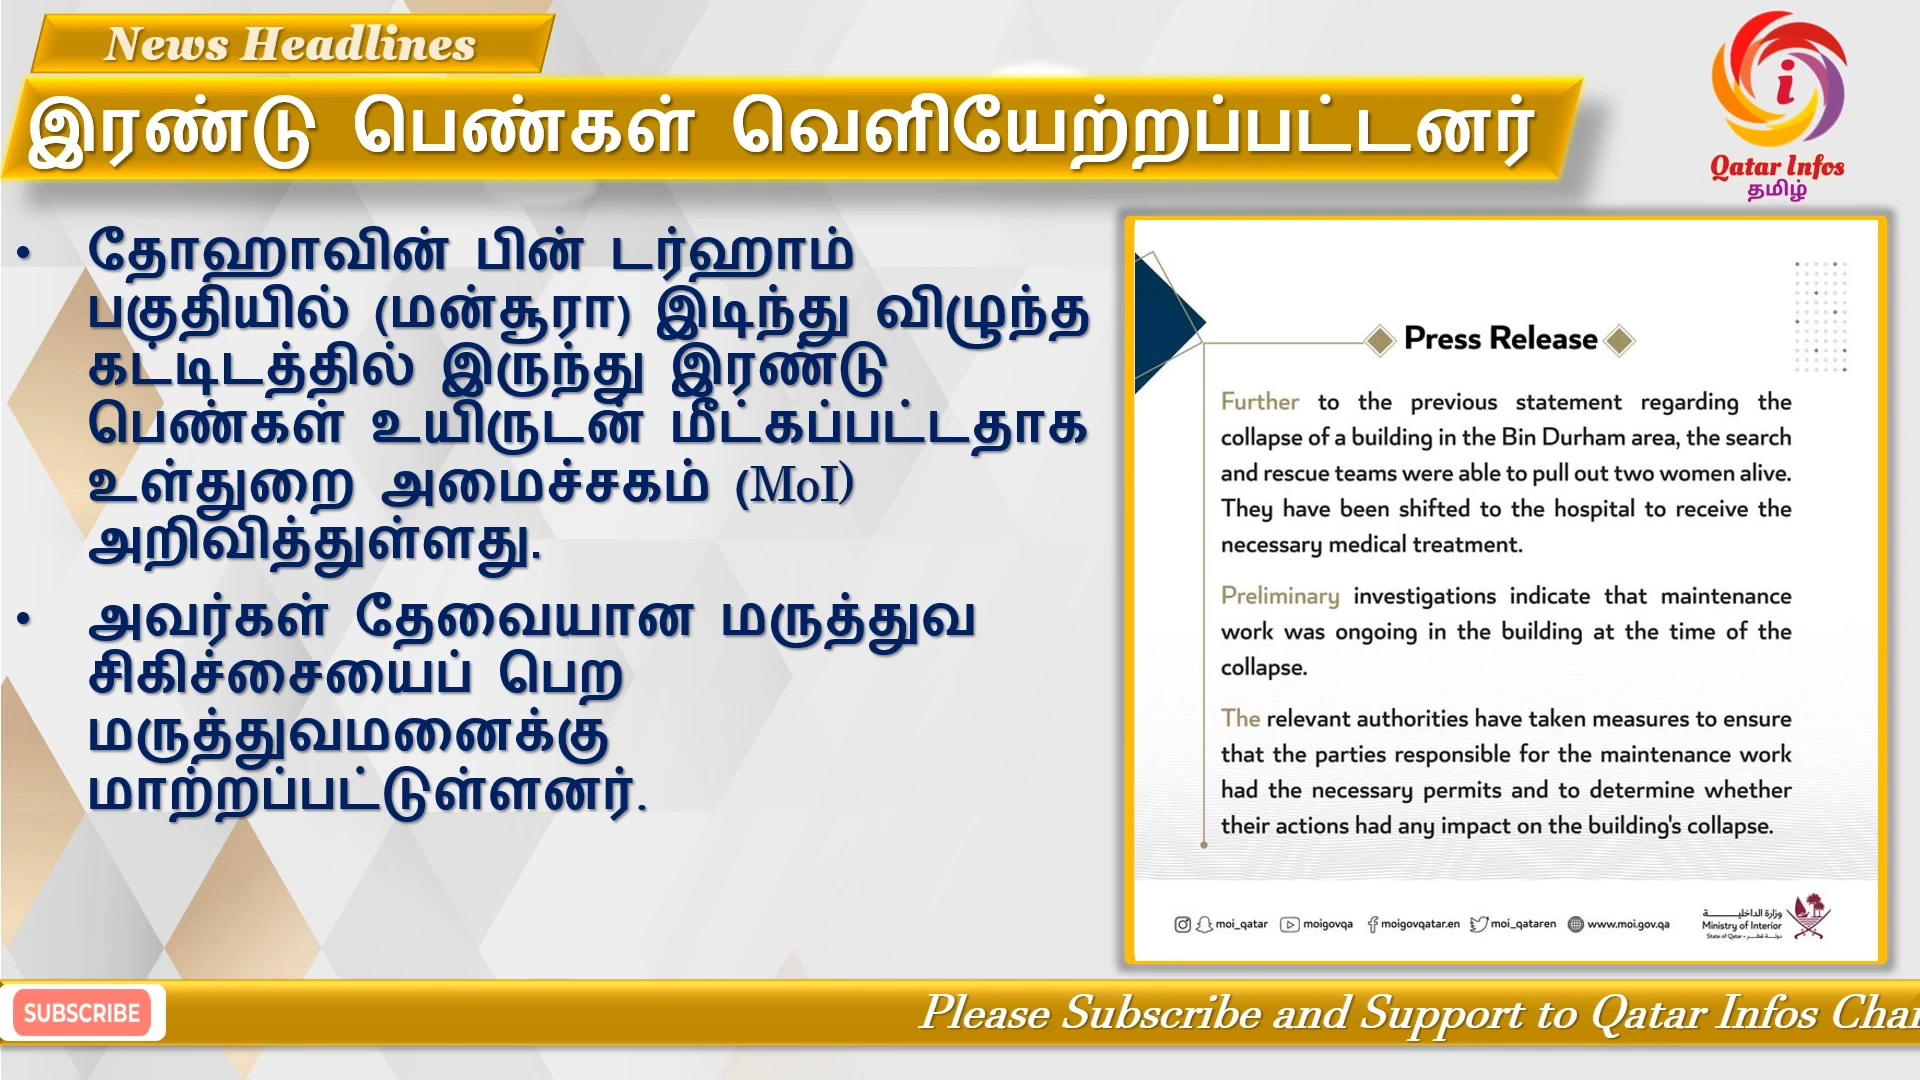 News Headlines
இரண்டு பெண்கள் வெளியேற்றப்பட்டனர்
i
Qatar Infos
தமிழ்
• தோஹாவின் பின் டர்ஹாம்
பகுதியில் (மன்சூரா) இடிந்து விழுந்த
கட்டிடத்தில் இருந்து இரண்டு
பெண்கள் உயிருடன் மீட்கப்பட்டதாக
உள்துறை அமைச்சகம் (MoI)
அறிவித்துள்ளது.
• அவர்கள் தேவையான மருத்துவ
சிகிச்சையைப் பெற
மருத்துவமனைக்கு
மாற்றப்பட்டுள்ளனர்.
Press Release
Further to the previous statement regarding the
collapse of a building in the Bin Durham area, the search
and rescue teams were able to pull out two women alive.
They have been shifted to the hospital to receive the
necessary medical treatment.
Preliminary investigations indicate that maintenance
work was ongoing in the building at the time of the
collapse.
The relevant authorities have taken measures to ensure
that the parties responsible for the maintenance work
had the necessary permits and to determine whether
their actions had any impact on the building's collapse.
moi_qatar moigovqa moigovqatar.en moi_qataren www.moi.gov.qa
وزارة الداخلية
Ministry of Interior
State of Qatar • دولة قطر
SUBSCRIBE
Please Subscribe and Support to Qatar Infos Chan